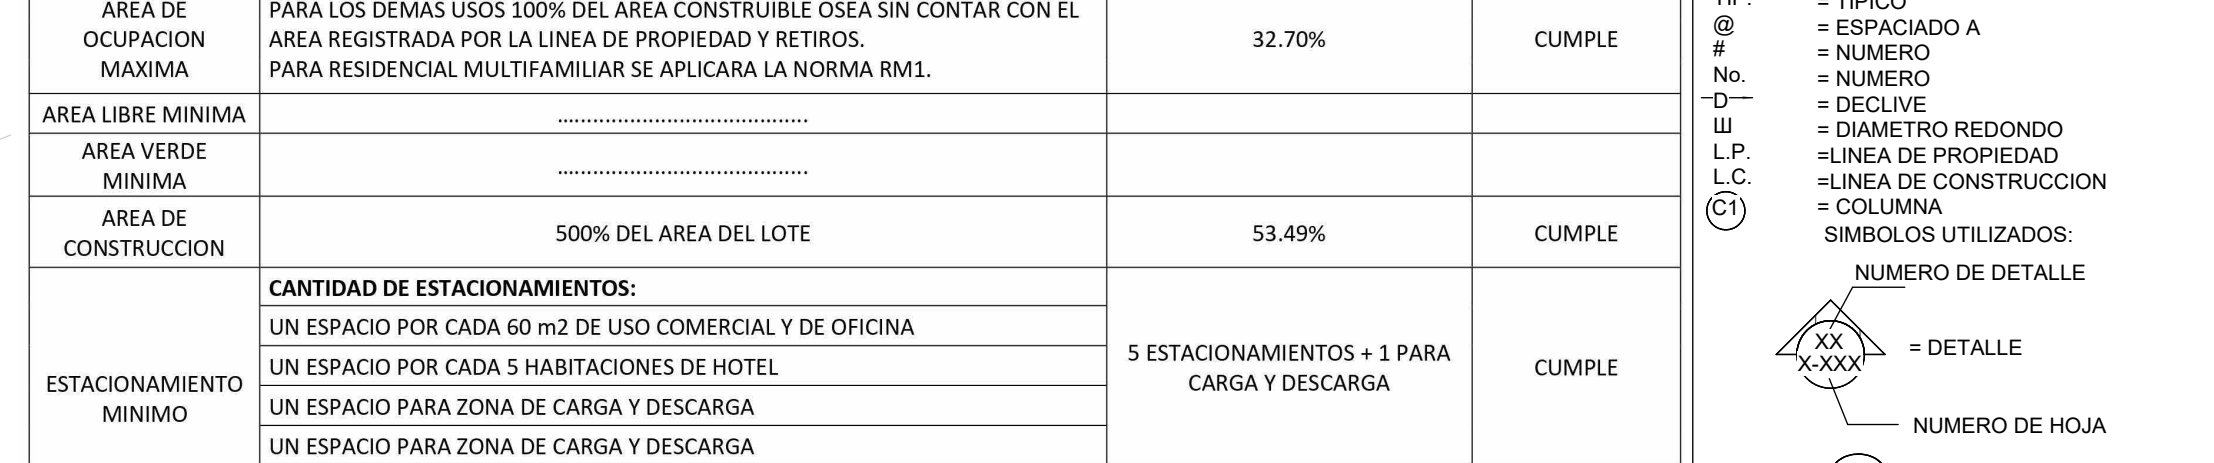 AREA DE
OCUPACION
MAXIMA
PARA LOS DEMAS USOS 100% DEL AREA CONSTRUIBLE OSEA SIN CONTAR CON EL
AREA REGISTRADA POR LA LINEA DE PROPIEDAD Y RETIROS.
PARA RESIDENCIAL MULTIFAMILIAR SE APLICARA LA NORMA RM1.
32.70%
CUMPLE
AREA LIBRE MINIMA
............................................
AREA VERDE
MINIMA
............................................
AREA DE
CONSTRUCCION
500% DEL AREA DEL LOTE
53.49%
CUMPLE
ESTACIONAMIENTO
MINIMO
CANTIDAD DE ESTACIONAMIENTOS:
UN ESPACIO POR CADA 60 m2 DE USO COMERCIAL Y DE OFICINA
UN ESPACIO POR CADA 5 HABITACIONES DE HOTEL
UN ESPACIO PARA ZONA DE CARGA Y DESCARGA
UN ESPACIO PARA ZONA DE CARGA Y DESCARGA
5 ESTACIONAMIENTOS + 1 PARA
CARGA Y DESCARGA
CUMPLE
= TIPICO
@ = ESPACIADO A
# = NUMERO
No. = NUMERO
D = DECLIVE
Ш = DIAMETRO REDONDO
L.P. =LINEA DE PROPIEDAD
L.C. =LINEA DE CONSTRUCCION
C1 = COLUMNA
SIMBOLOS UTILIZADOS:
NUMERO DE DETALLE
XX
X-XXX
= DETALLE
NUMERO DE HOJA